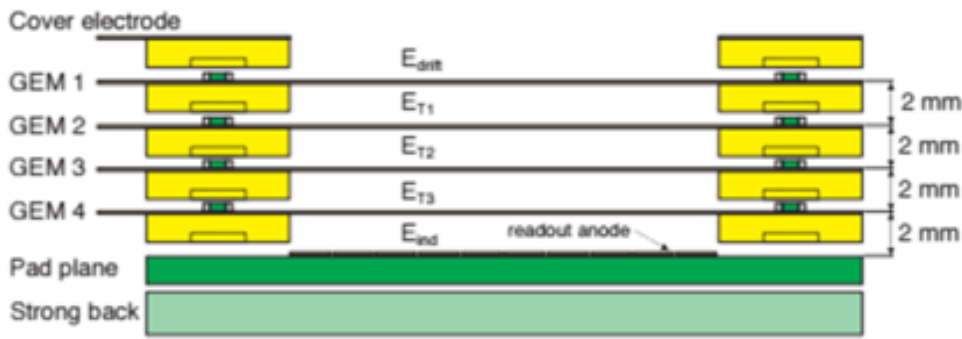 Cover electrode
E_drift
GEM 1
E_T1
2 mm
GEM 2
E_T2
2 mm
GEM 3
E_T3
2 mm
GEM 4
E_ind
readout anode
2 mm
Pad plane
Strong back